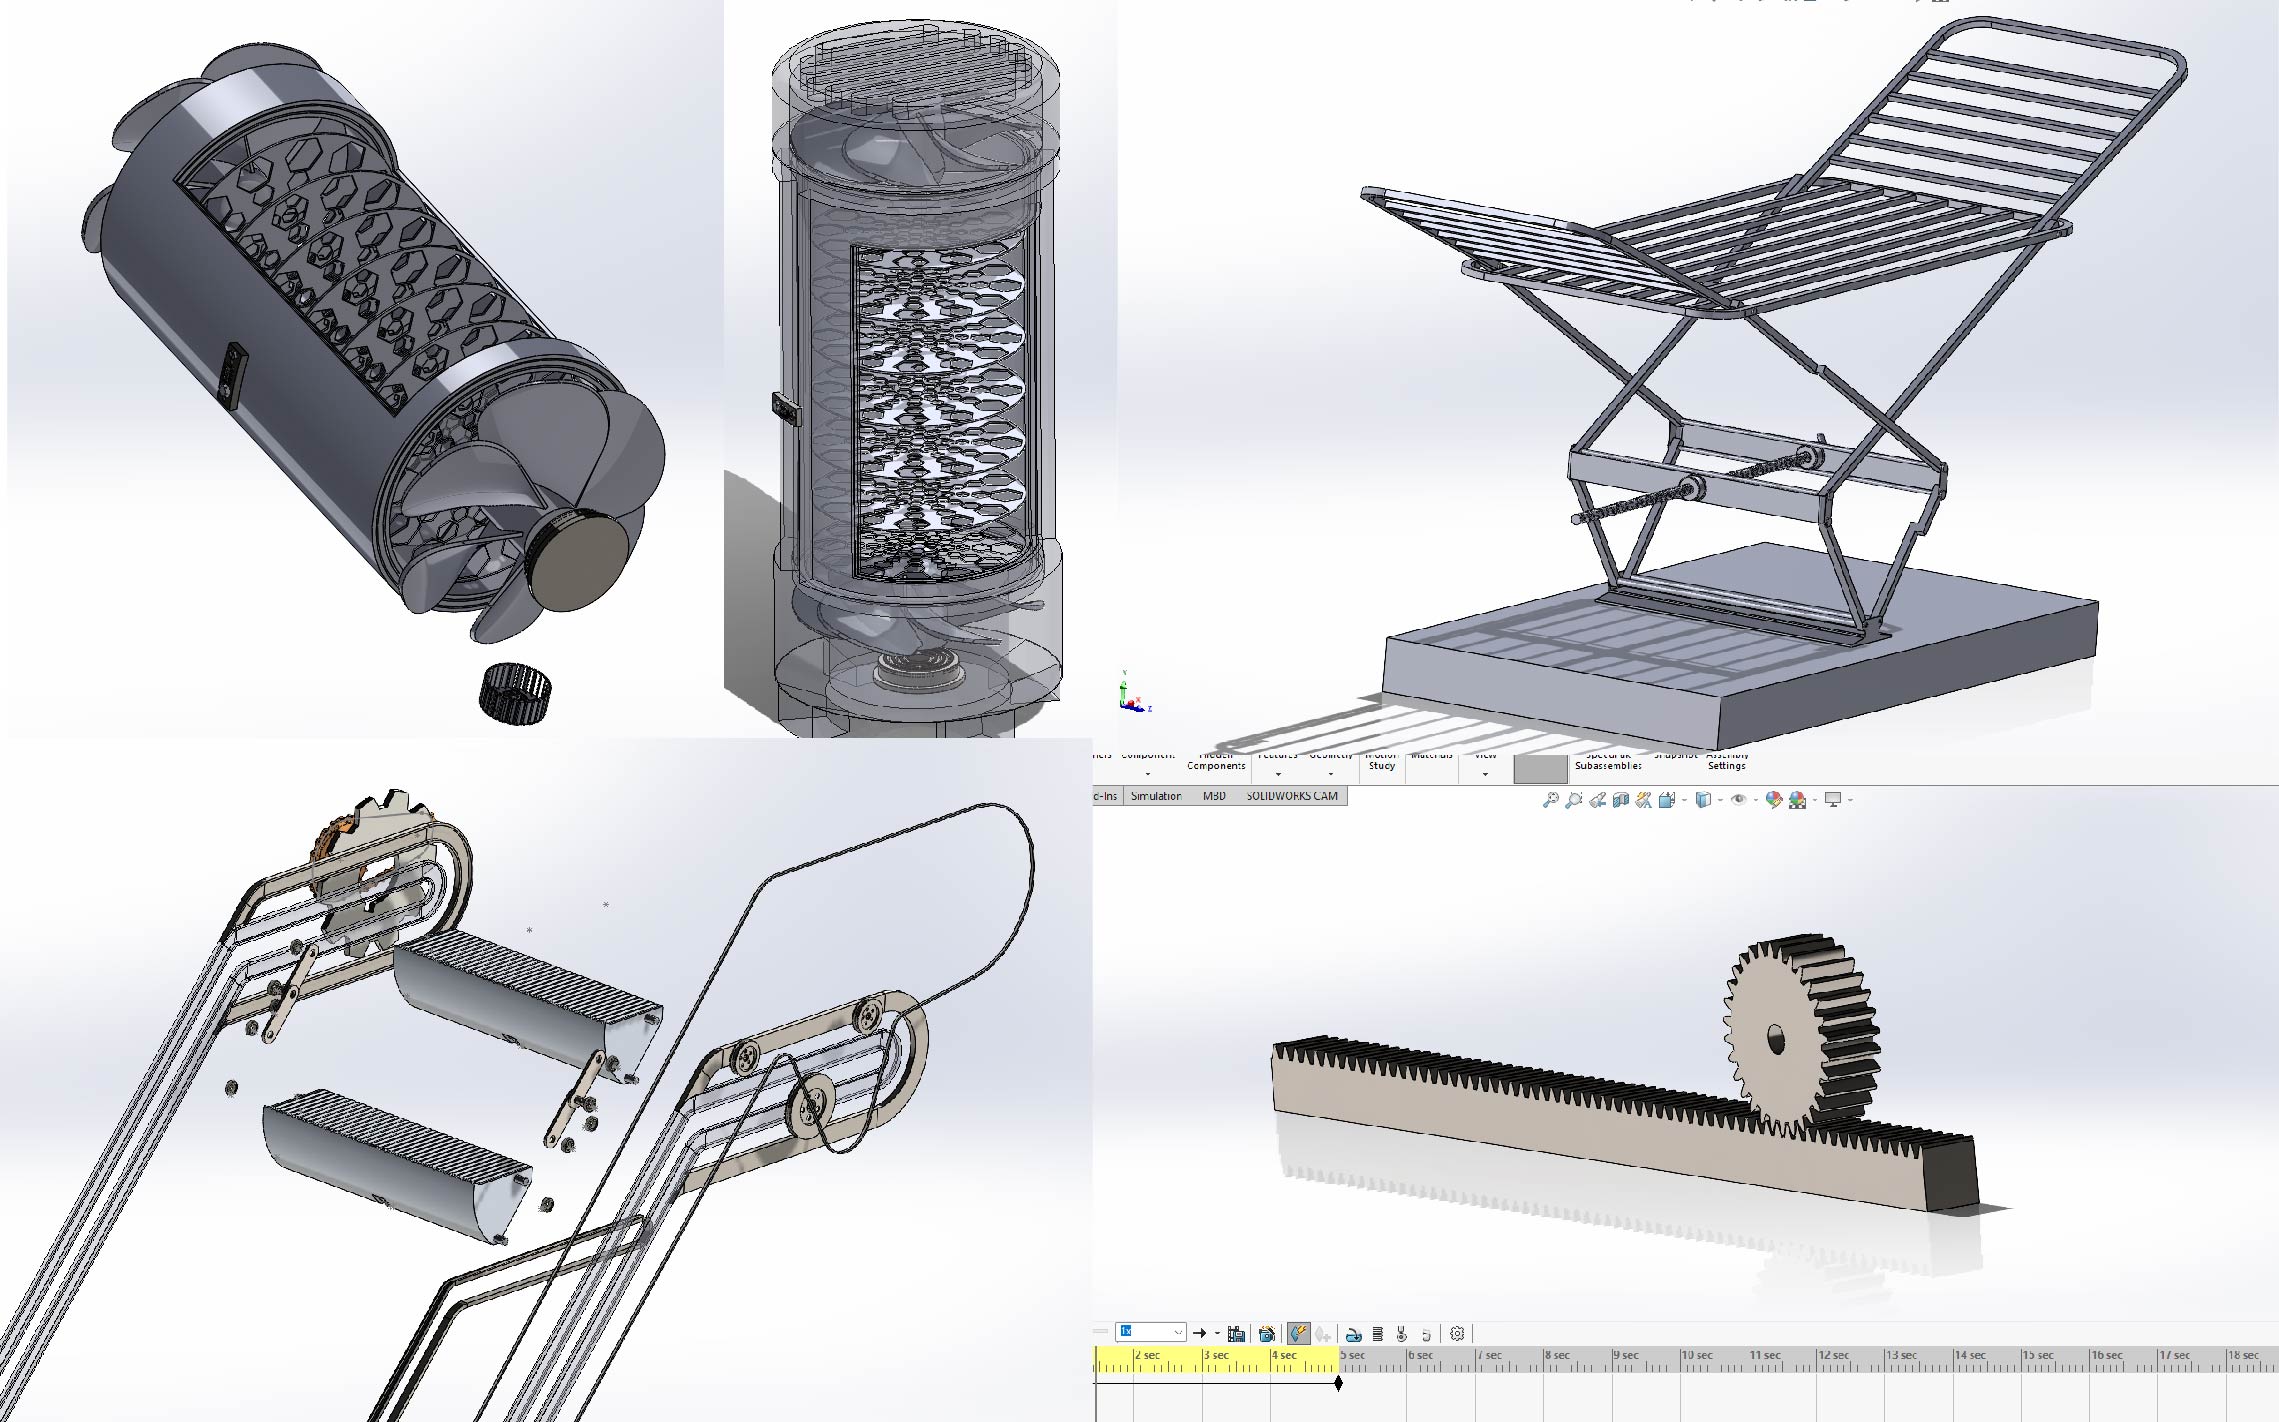 Components
Study
Subassemblies
Settings
d-Ins Simulation MBD SOLIDWORKS CAM
Y
X
Z
1x
2 sec 3 sec 4 sec 5 sec 6 sec 7 sec 8 sec 9 sec 10 sec 11 sec 12 sec 13 sec 14 sec 15 sec 16 sec 17 sec 18 sec